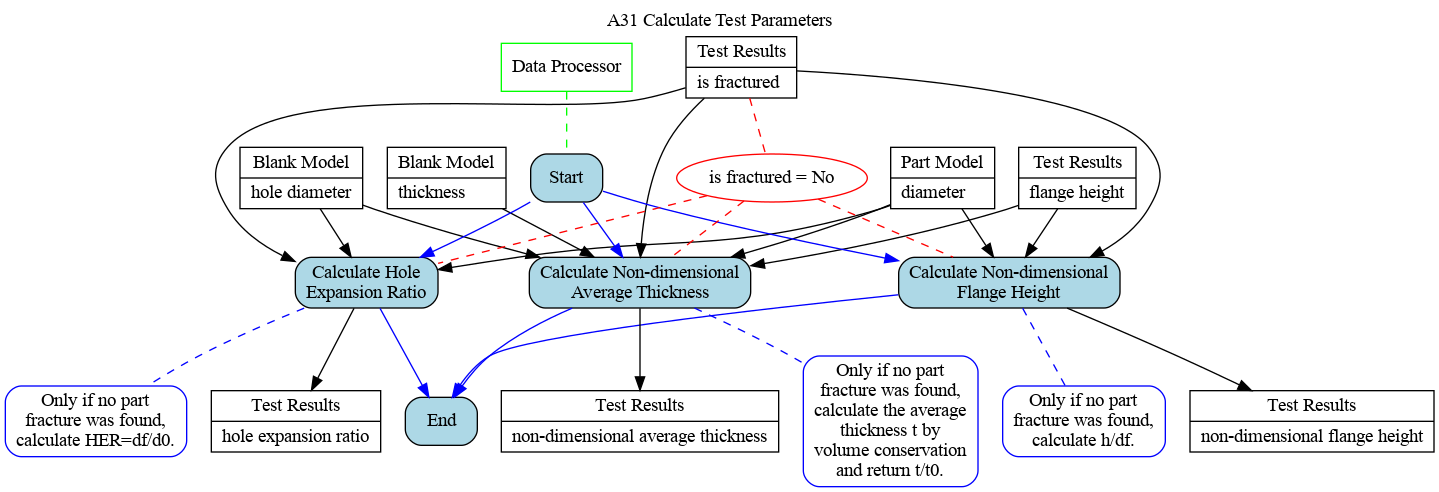 A31 Calculate Test Parameters
Data Processor
Test Results
is fractured
Blank Model
hole diameter
Blank Model
thickness
Start
is fractured = No
Part Model
diameter
Test Results
flange height
Calculate Hole
Expansion Ratio
Calculate Non-dimensional
Average Thickness
Calculate Non-dimensional
Flange Height
Only if no part
fracture was found,
calculate HER=df/d0.
Test Results
hole expansion ratio
End
Test Results
non-dimensional average thickness
Only if no part
fracture was found,
calculate the average
thickness t by
volume conservation
and return t/t0.
Only if no part
fracture was found,
calculate h/df.
Test Results
non-dimensional flange height